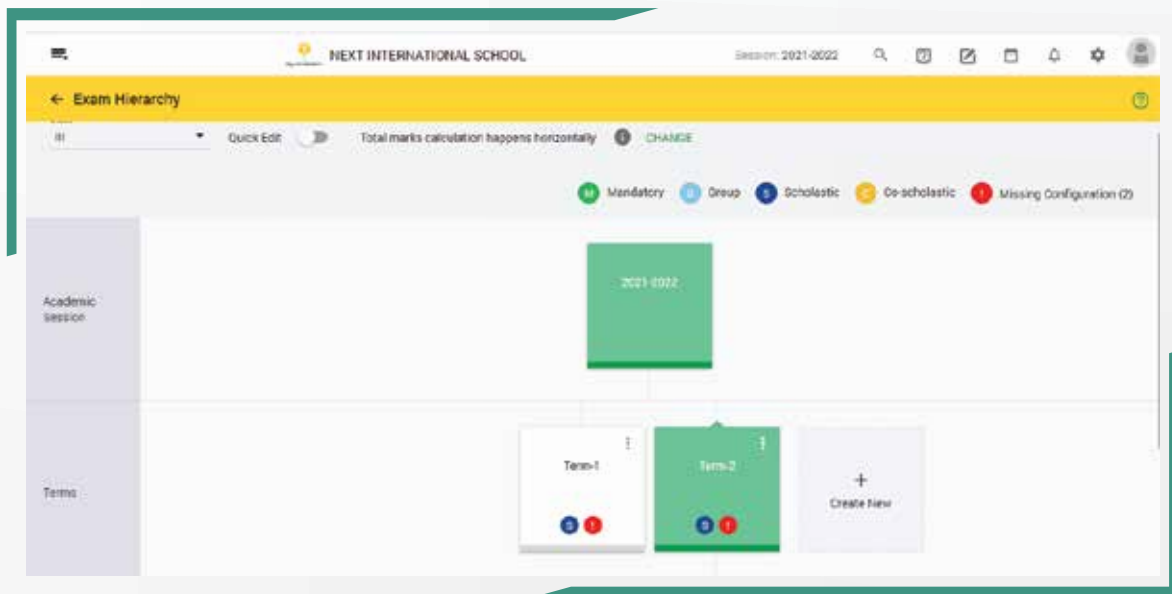 NEXT INTERNATIONAL SCHOOL
Session: 2021-2022
← Exam Hierarchy
III
Quick Edit
Total marks calculation happens horizontally
CHANGE
M Mandatory
G Group
S Scholastic
C Co-scholastic
! Missing Configuration (2)
2021-2022
Academic
Session
Term-1
S !
Term-2
S !
Terms
+
Create New